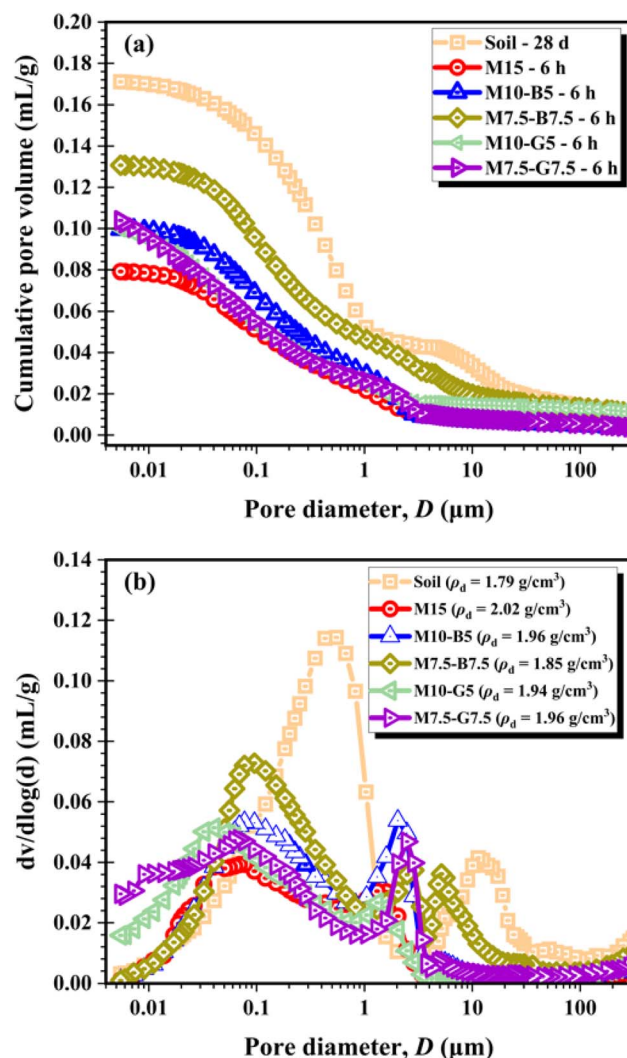 (a)
Soil - 28 d
M15 - 6 h
M10-B5 - 6 h
M7.5-B7.5 - 6 h
M10-G5 - 6 h
M7.5-G7.5 - 6 h
Cumulative pore volume (mL/g)
0.20
0.18
0.16
0.14
0.12
0.10
0.08
0.06
0.04
0.02
0.00
0.01 0.1 1 10 100
Pore diameter, D (μm)
(b)
Soil (ρd = 1.79 g/cm³)
M15 (ρd = 2.02 g/cm³)
M10-B5 (ρd = 1.96 g/cm³)
M7.5-B7.5 (ρd = 1.85 g/cm³)
M10-G5 (ρd = 1.94 g/cm³)
M7.5-G7.5 (ρd = 1.96 g/cm³)
dv/dlog(d) (mL/g)
0.14
0.12
0.10
0.08
0.06
0.04
0.02
0.00
0.01 0.1 1 10 100
Pore diameter, D (μm)